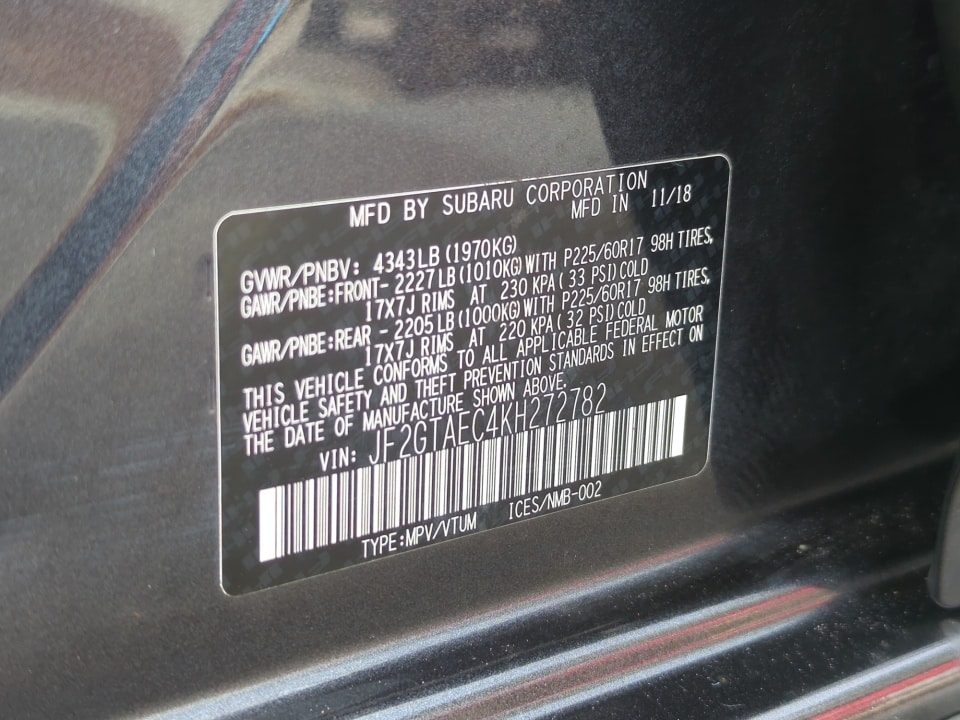 MFD BY SUBARU CORPORATION
MFD IN 11/18
GVWR/PNBV: 4343LB (1970KG)
GAWR/PNBE:FRONT- 2227LB (1010KG) WITH P225/60R17 98H TIRES,
17X7J RIMS AT 230 KPA ( 33 PSI) COLD
GAWR/PNBE:REAR - 2205LB (1000KG) WITH P225/60R17 98H TIRES,
17X7J RIMS AT 220 KPA ( 32 PSI) COLD
THIS VEHICLE CONFORMS TO ALL APPLICABLE FEDERAL MOTOR
VEHICLE SAFETY AND THEFT PREVENTION STANDARDS IN EFFECT ON
THE DATE OF MANUFACTURE SHOWN ABOVE.
VIN: JF2GTAEC4KH272782
TYPE:MPV/VTUM ICES/NMB-002